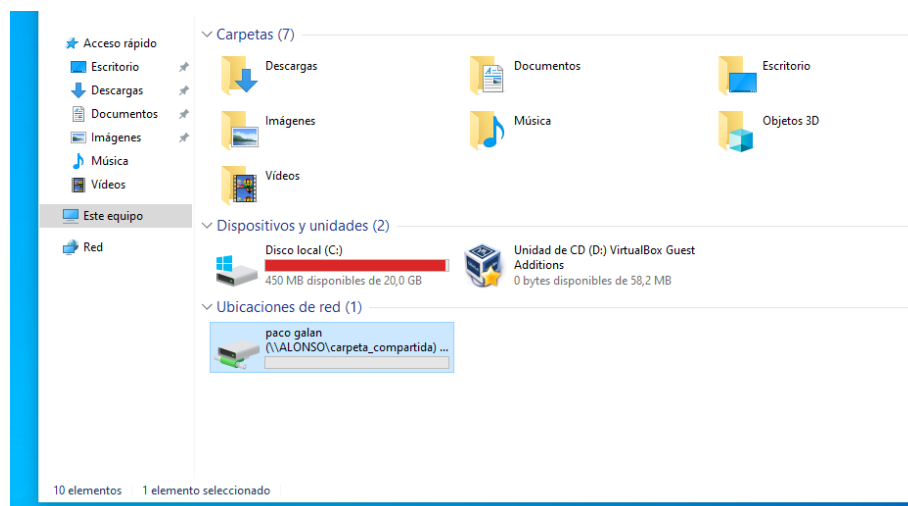 Acceso rápido
Escritorio
Descargas
Documentos
Imágenes
Música
Vídeos
Este equipo
Red
Carpetas (7)
Descargas
Documentos
Escritorio
Imágenes
Música
Objetos 3D
Vídeos
Dispositivos y unidades (2)
Disco local (C:)
450 MB disponibles de 20,0 GB
Unidad de CD (D:) VirtualBox Guest
Additions
0 bytes disponibles de 58,2 MB
Ubicaciones de red (1)
paco galan
(\\ALONSO\carpeta_compartida) ...
10 elementos
1 elemento seleccionado